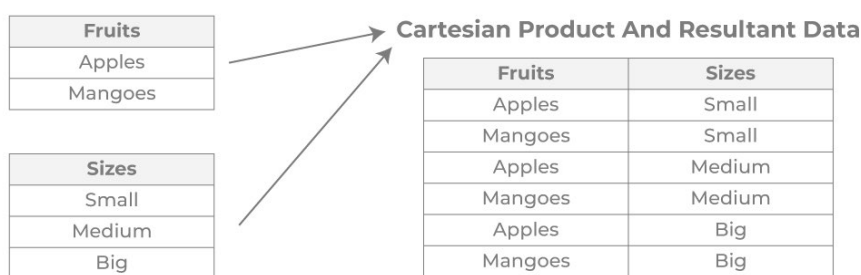 Fruits
Apples
Mangoes
Sizes
Small
Medium
Big
Cartesian Product And Resultant Data
Fruits Sizes
Apples Small
Mangoes Small
Apples Medium
Mangoes Medium
Apples Big
Mangoes Big